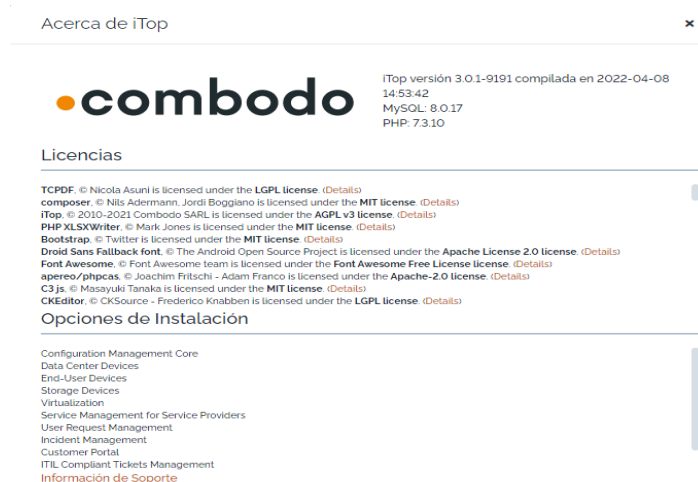 Acerca de iTop
combodo
iTop versión 3.0.1-9191 compilada en 2022-04-08
14:53:42
MySQL: 8.0.17
PHP: 7.3.10
Licencias
TCPDF, © Nicola Asuni is licensed under the LGPL license. (Details)
composer, © Nils Adermann, Jordi Boggiano is licensed under the MIT license. (Details)
iTop, © 2010-2021 Combodo SARL is licensed under the AGPL v3 license. (Details)
PHP XLSXWriter, © Mark Jones is licensed under the MIT license. (Details)
Bootstrap, © Twitter is licensed under the MIT license. (Details)
Droid Sans Fallback font, © The Android Open Source Project is licensed under the Apache License 2.0 license. (Details)
Font Awesome, © Font Awesome team is licensed under the Font Awesome Free License license. (Details)
apereo/phpcas, © Joachim Fritschi - Adam Franco is licensed under the Apache-2.0 license. (Details)
C3 js, © Masayuki Tanaka is licensed under the MIT license. (Details)
CKEditor, © CKSource - Frederico Knabben is licensed under the LGPL license. (Details)
Opciones de Instalación
Configuration Management Core
Data Center Devices
End-User Devices
Storage Devices
Virtualization
Service Management for Service Providers
User Request Management
Incident Management
Customer Portal
ITIL Compliant Tickets Management
Información de Soporte